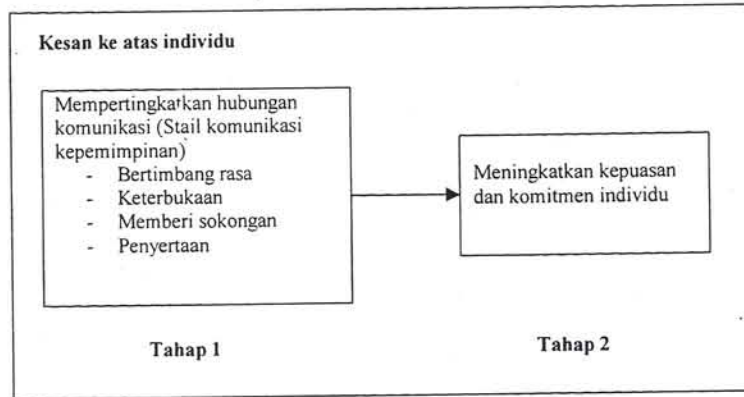 Kesan ke atas individu
Mempertingkatkan hubungan
komunikasi (Stail komunikasi
kepemimpinan)
- Bertimbang rasa
- Keterbukaan
- Memberi sokongan
- Penyertaan
Meningkatkan kepuasan
dan komitmen individu
Tahap 1
Tahap 2